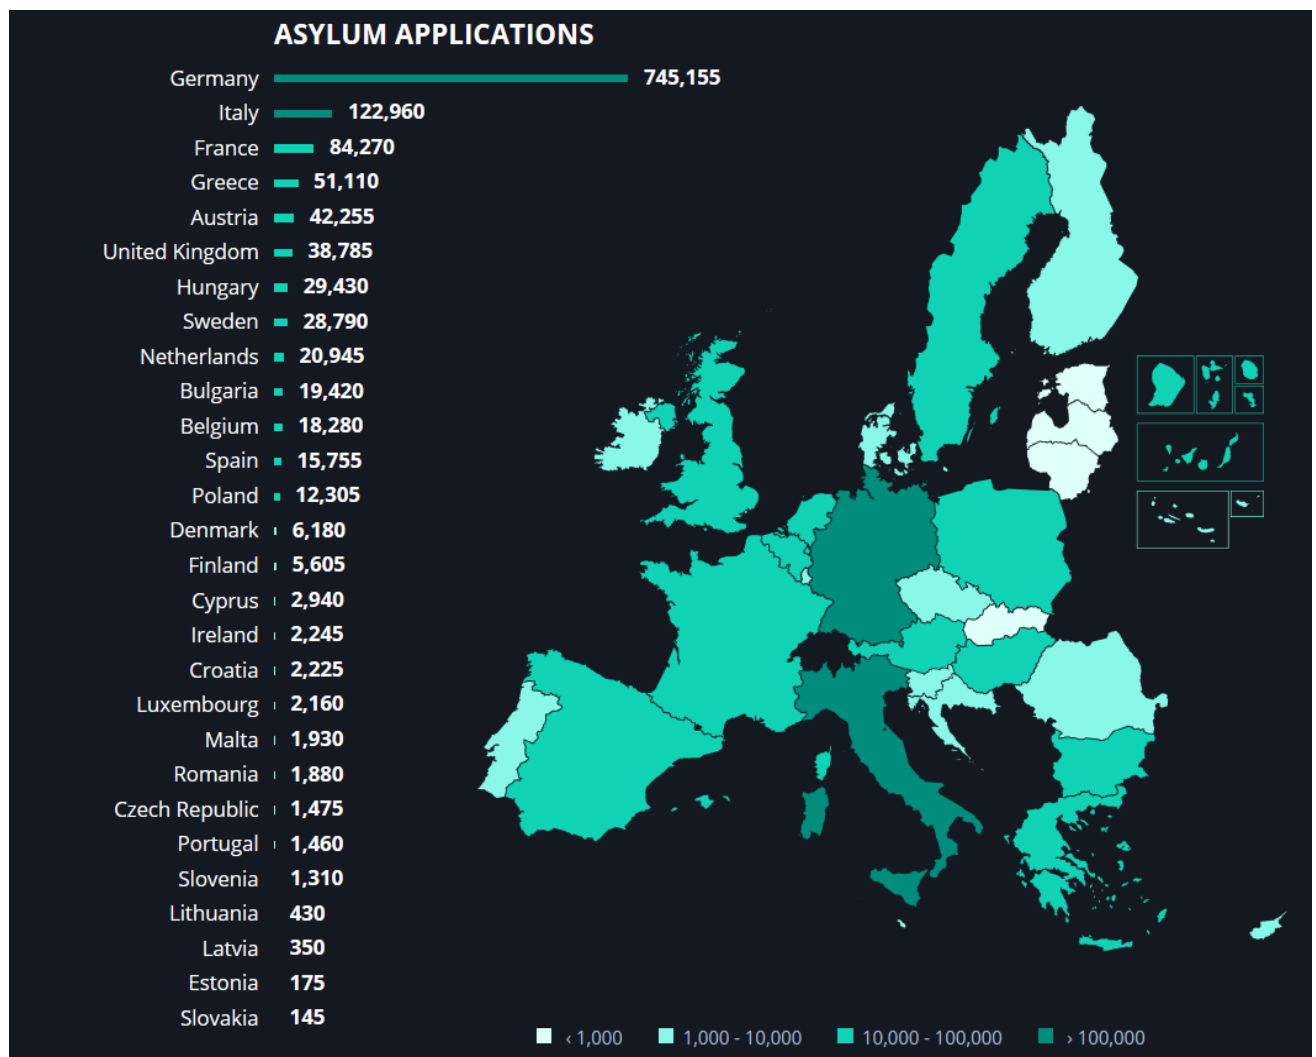 ASYLUM APPLICATIONS
Germany 745,155
Italy 122,960
France 84,270
Greece 51,110
Austria 42,255
United Kingdom 38,785
Hungary 29,430
Sweden 28,790
Netherlands 20,945
Bulgaria 19,420
Belgium 18,280
Spain 15,755
Poland 12,305
Denmark 6,180
Finland 5,605
Cyprus 2,940
Ireland 2,245
Croatia 2,225
Luxembourg 2,160
Malta 1,930
Romania 1,880
Czech Republic 1,475
Portugal 1,460
Slovenia 1,310
Lithuania 430
Latvia 350
Estonia 175
Slovakia 145
< 1,000 1,000 - 10,000 10,000 - 100,000 > 100,000